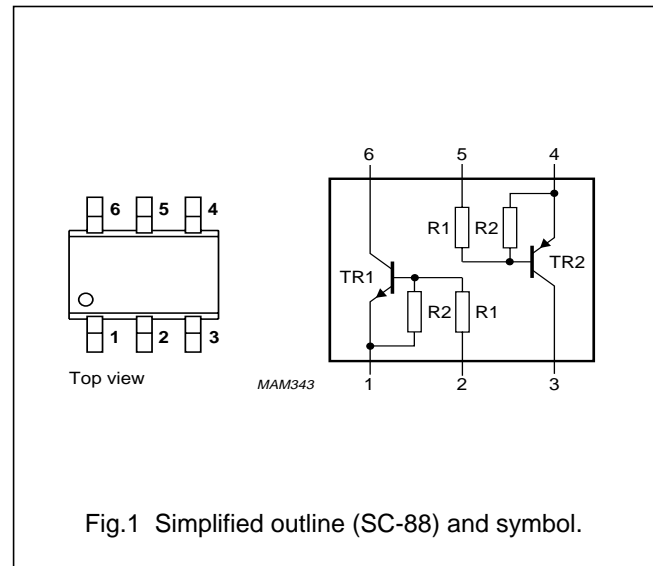 6 5 4
6 5 4
R1 R2
TR2
TR1
R2 R1
1 2 3
Top view
MAM343
1 2 3
Fig.1 Simplified outline (SC-88) and symbol.